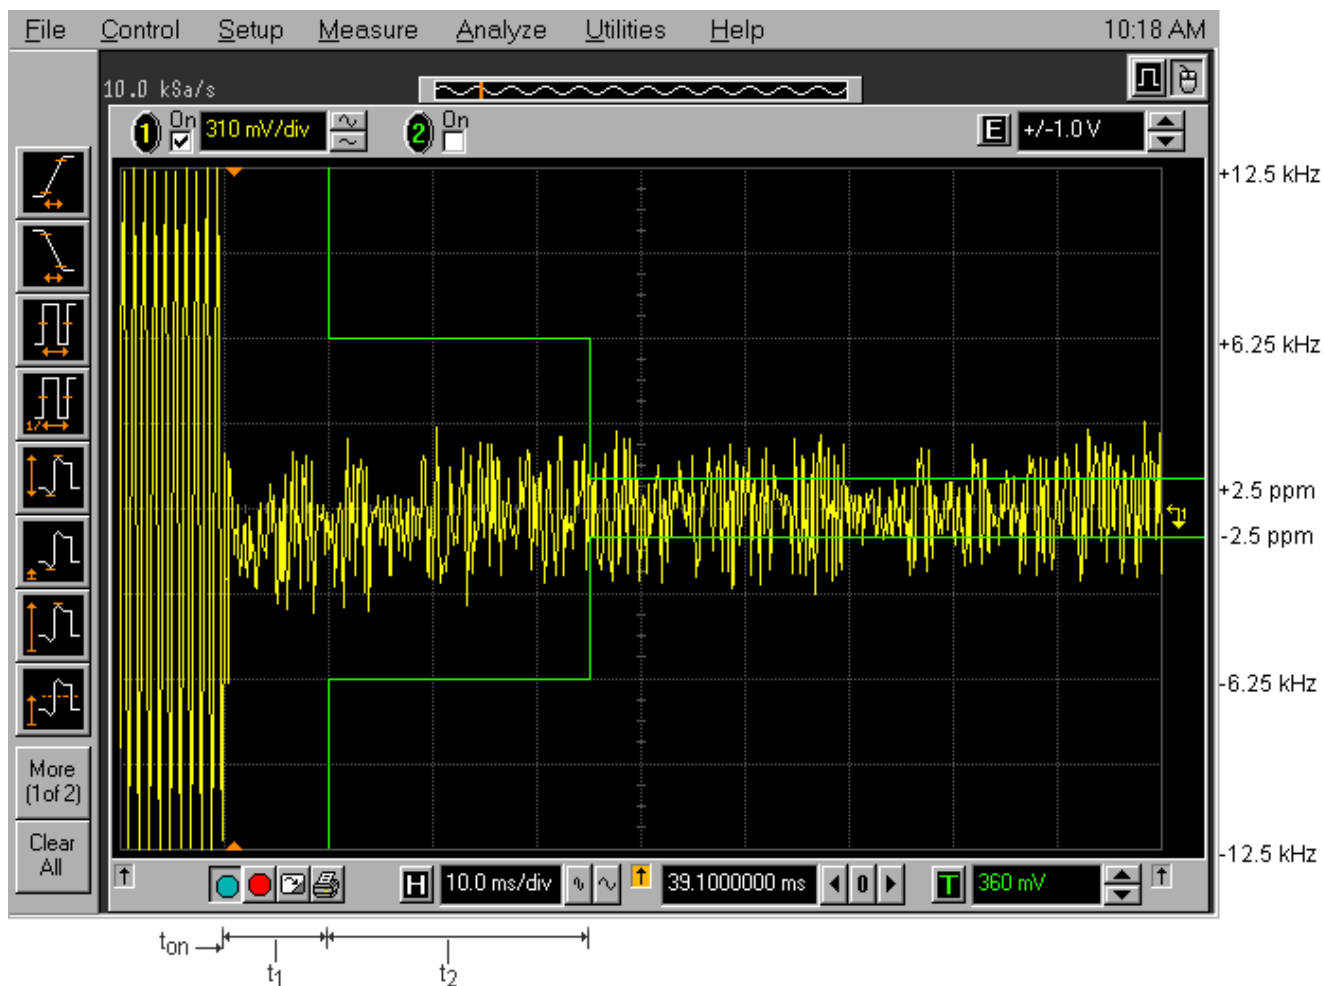 File Control Setup Measure Analyze Utilities Help 10:18 AM
10.0 kSa/s
1 On 310 mV/div 2 On E +/-1.0 V
+12.5 kHz
+6.25 kHz
1/
+2.5 ppm
1
-2.5 ppm
-6.25 kHz
More
(1of 2)
Clear
All
-12.5 kHz
H 10.0 ms/div 39.1000000 ms 0 T 360 mV
ton
t1 t2